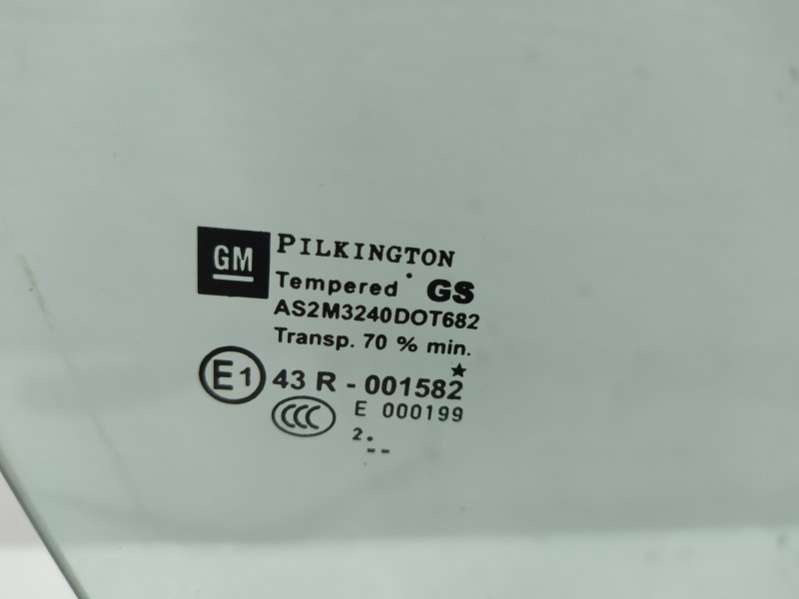 GM
PILKINGTON
Tempered GS
AS2M3240DOT682
Transp. 70 % min.
E1 43 R - 001582
CCC E 000199
2.
--